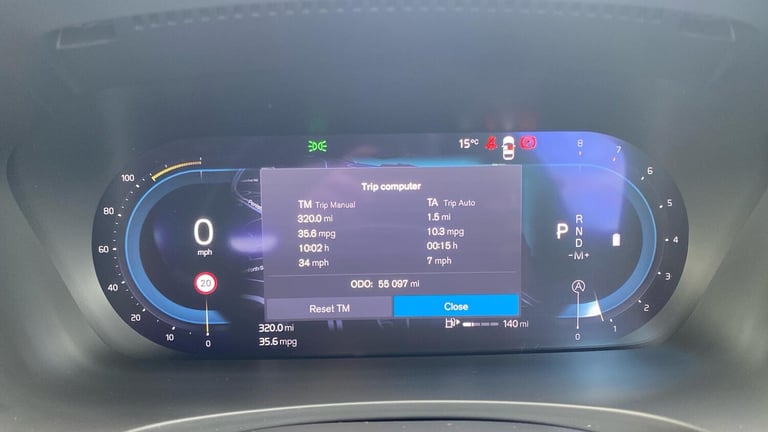 15°C
Trip computer
TM Trip Manual
320.0 mi
35.6 mpg
10:02 h
34 mph
TA Trip Auto
1.5 mi
10.3 mpg
00:15 h
7 mph
ODO: 55 097 mi
Reset TM
Close
100
80
60
40
20
10
0
0
mph
20
320.0 mi
35.6 mpg
140 mi
P
R
N
D
-M+
A
8
7
6
5
4
3
2
1
0